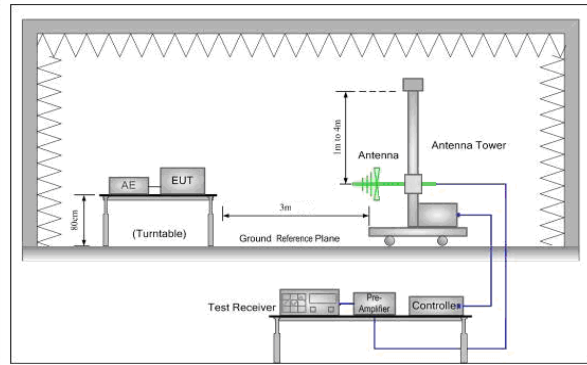 1m to 4m
Antenna
Antenna Tower
AE
EUT
80cm
(Turntable)
3m
Ground Reference Plane
Test Receiver
Pre-
Amplifier
Controller